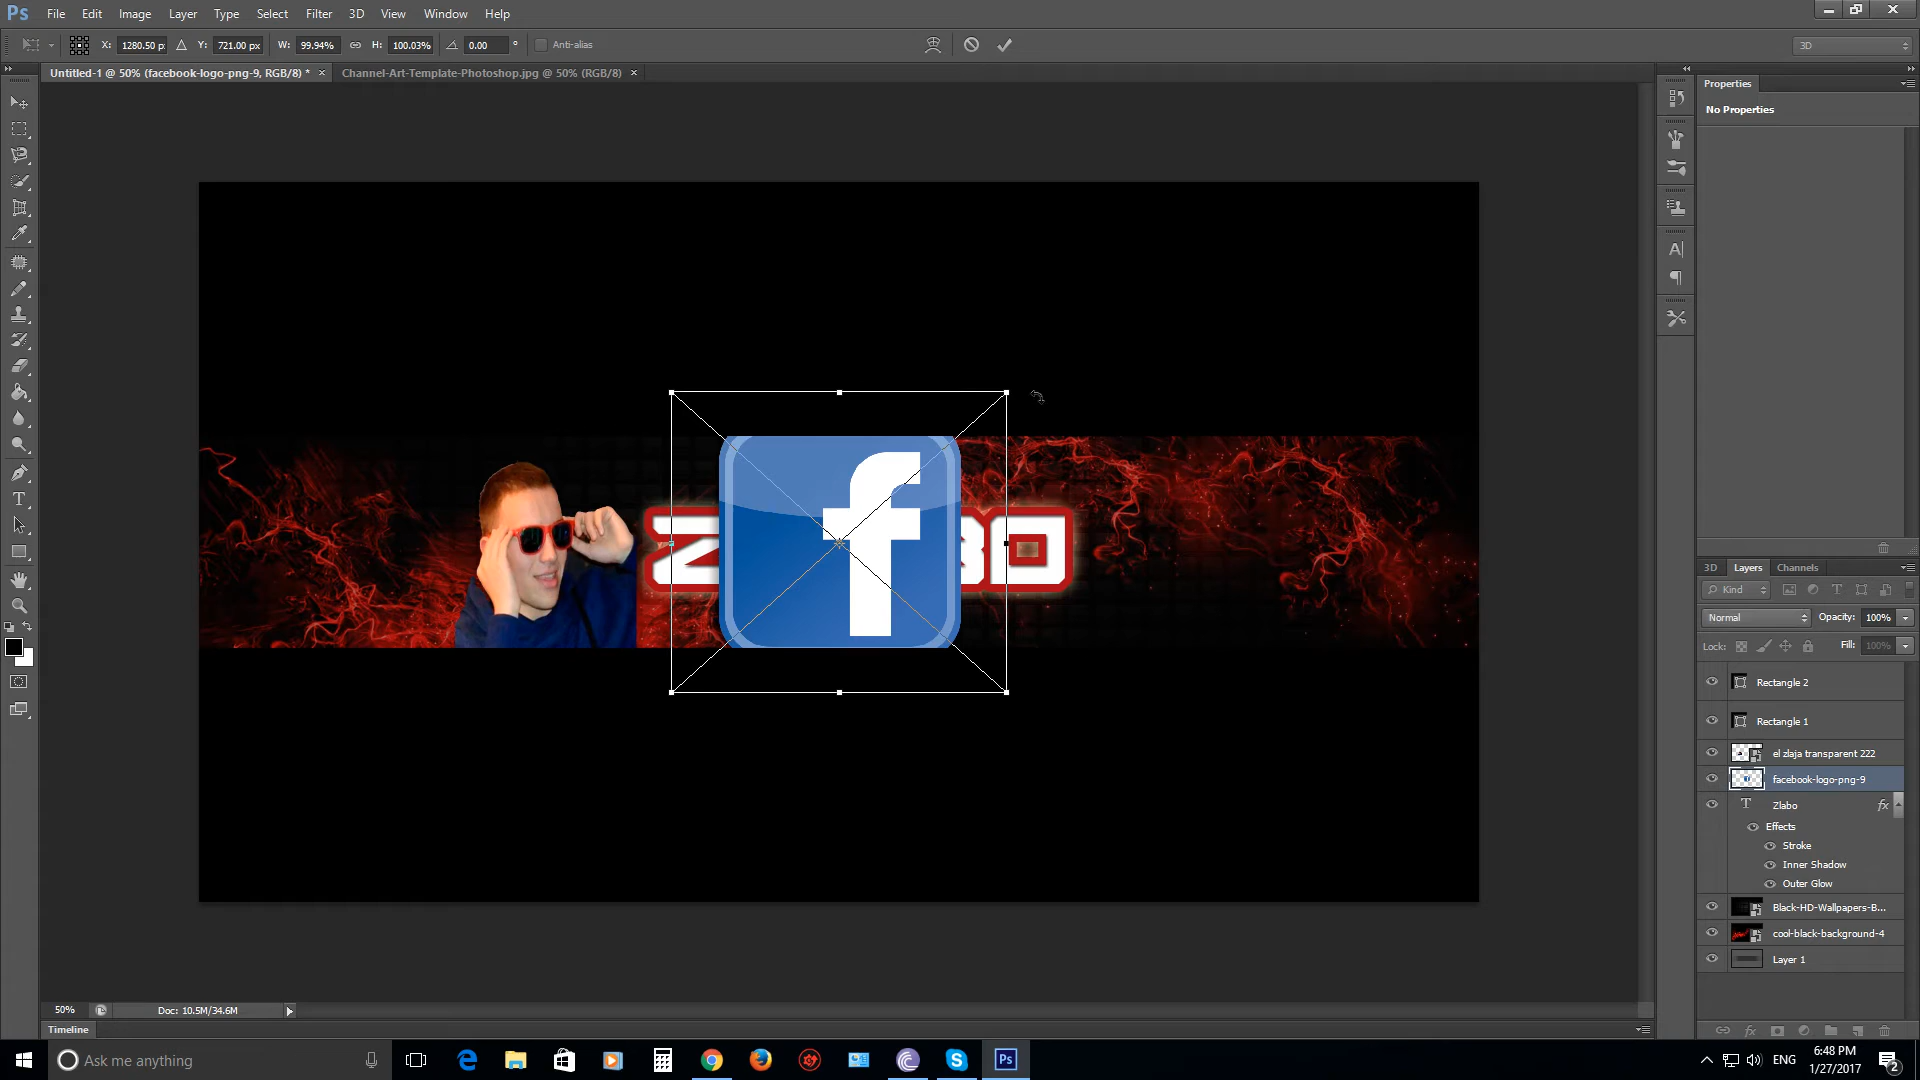 Ps File Edit Image Layer Type Select Filter 3D View Window Help
X: 1280.50 p: Y: 721.00 px W: 99.94% H: 100.03% 0.00 ° Anti-alias 3D
Untitled-1 @ 50% (facebook-logo-png-9, RGB/8) * × Channel-Art-Template-Photoshop.jpg @ 50% (RGB/8) ×
Properties
No Properties
f
Z BO
3D Layers Channels
Kind
Normal Opacity: 100%
Lock: Fill: 100%
Rectangle 2
Rectangle 1
el zlaja transparent 222
facebook-logo-png-9
T Zlabo fx
Effects
Stroke
Inner Shadow
Outer Glow
Black-HD-Wallpapers-B...
cool-black-background-4
Layer 1
50% Doc: 10.5M/34.6M
Timeline
Ask me anything
Ps
ENG
6:48 PM
1/27/2017
2